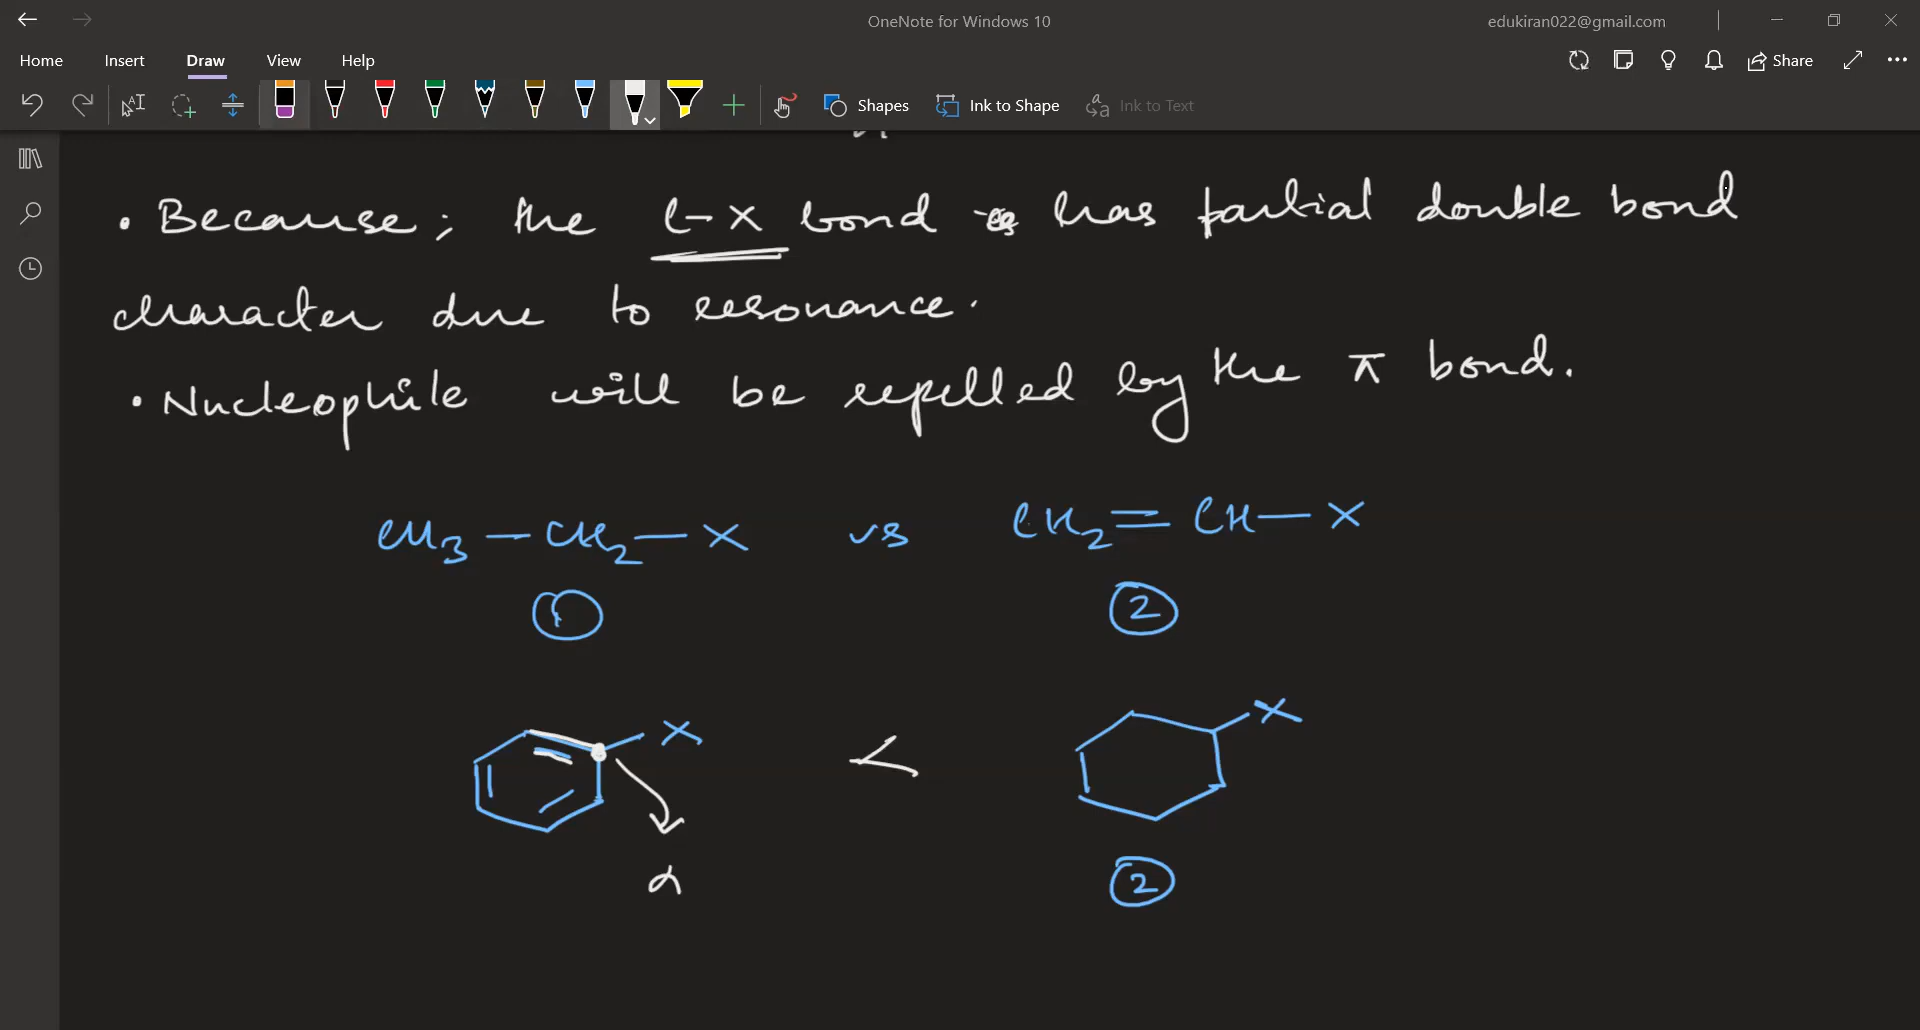 OneNote for Windows 10
edukiran022@gmail.com
Home Insert Draw View Help
Share
Shapes Ink to Shape Ink to Text
• Because; the C-X bond has partial double bond
character due to resonance.
• Nucleophile will be repelled by the π bond.
CH3 — CH2 — X vs CH2 = CH — X
1 2
X < X
α
2